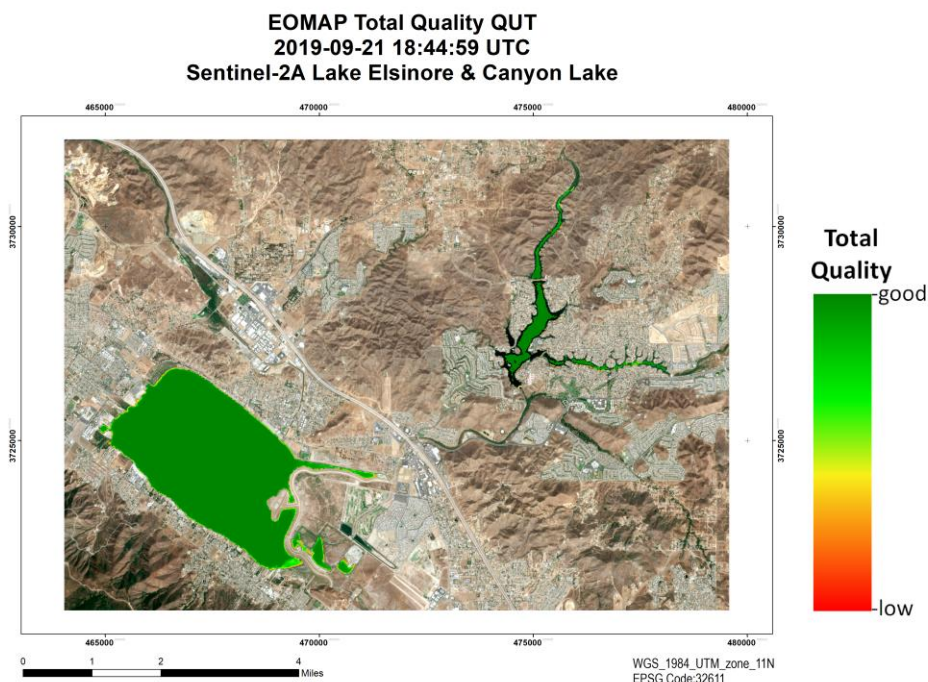 EOMAP Total Quality QUT
2019-09-21 18:44:59 UTC
Sentinel-2A Lake Elsinore & Canyon Lake
465000 470000 475000 480000
3730000 3730000
3725000 3725000
Total
Quality
good
low
465000 470000 475000 480000
0 1 2 4
Miles
WGS_1984_UTM_zone_11N
EPSG Code:32611